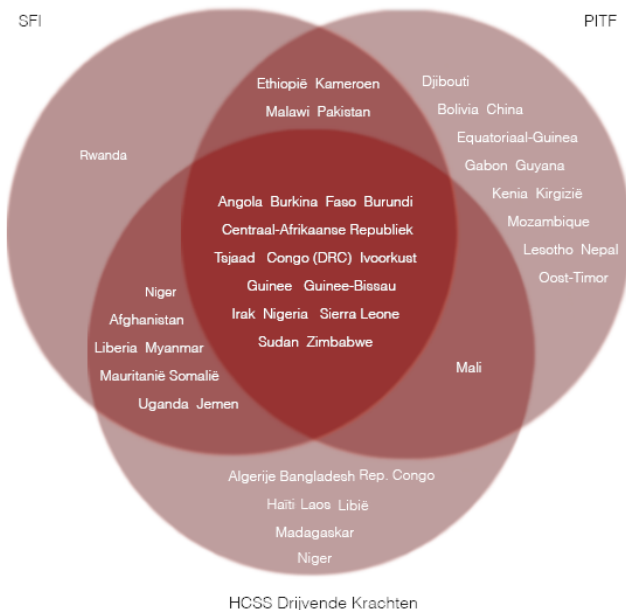 SFI
PITF
Ethiopië Kameroen
Malawi Pakistan
Djibouti
Bolivia China
Equatoriaal-Guinea
Gabon Guyana
Kenia Kirgizië
Mozambique
Lesotho Nepal
Oost-Timor
Rwanda
Angola Burkina Faso Burundi
Centraal-Afrikaanse Republiek
Tsjaad Congo (DRC) Ivoorkust
Guinee Guinee-Bissau
Irak Nigeria Sierra Leone
Sudan Zimbabwe
Niger
Afghanistan
Liberia Myanmar
Mauritanië Somalië
Uganda Jemen
Mali
Algerije Bangladesh Rep. Congo
Haïti Laos Libië
Madagaskar
Niger
HCSS Drijvende Krachten